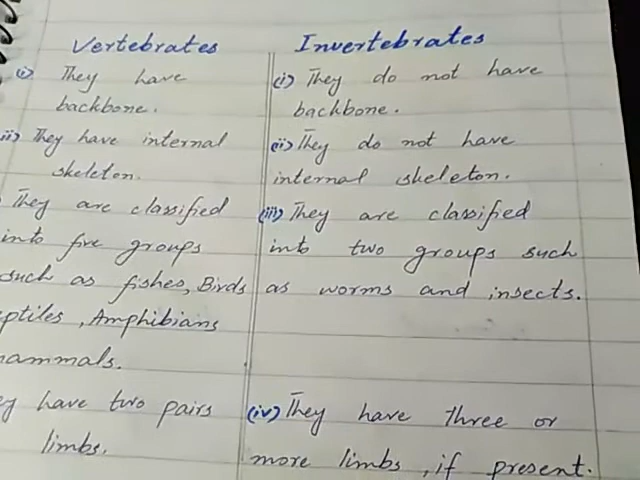 Vertebrates
i) They have
backbone.
ii) They have internal
skeleton.
They are classified
into five groups
such as fishes, Birds
ptiles, Amphibians
ammals.
ey have two pairs
limbs.
Invertebrates
(i) They do not have
backbone.
(ii) They do not have
internal skeleton.
(iii) They are classified
into two groups such
as worms and insects.
(iv) They have three or
more limbs, if present.